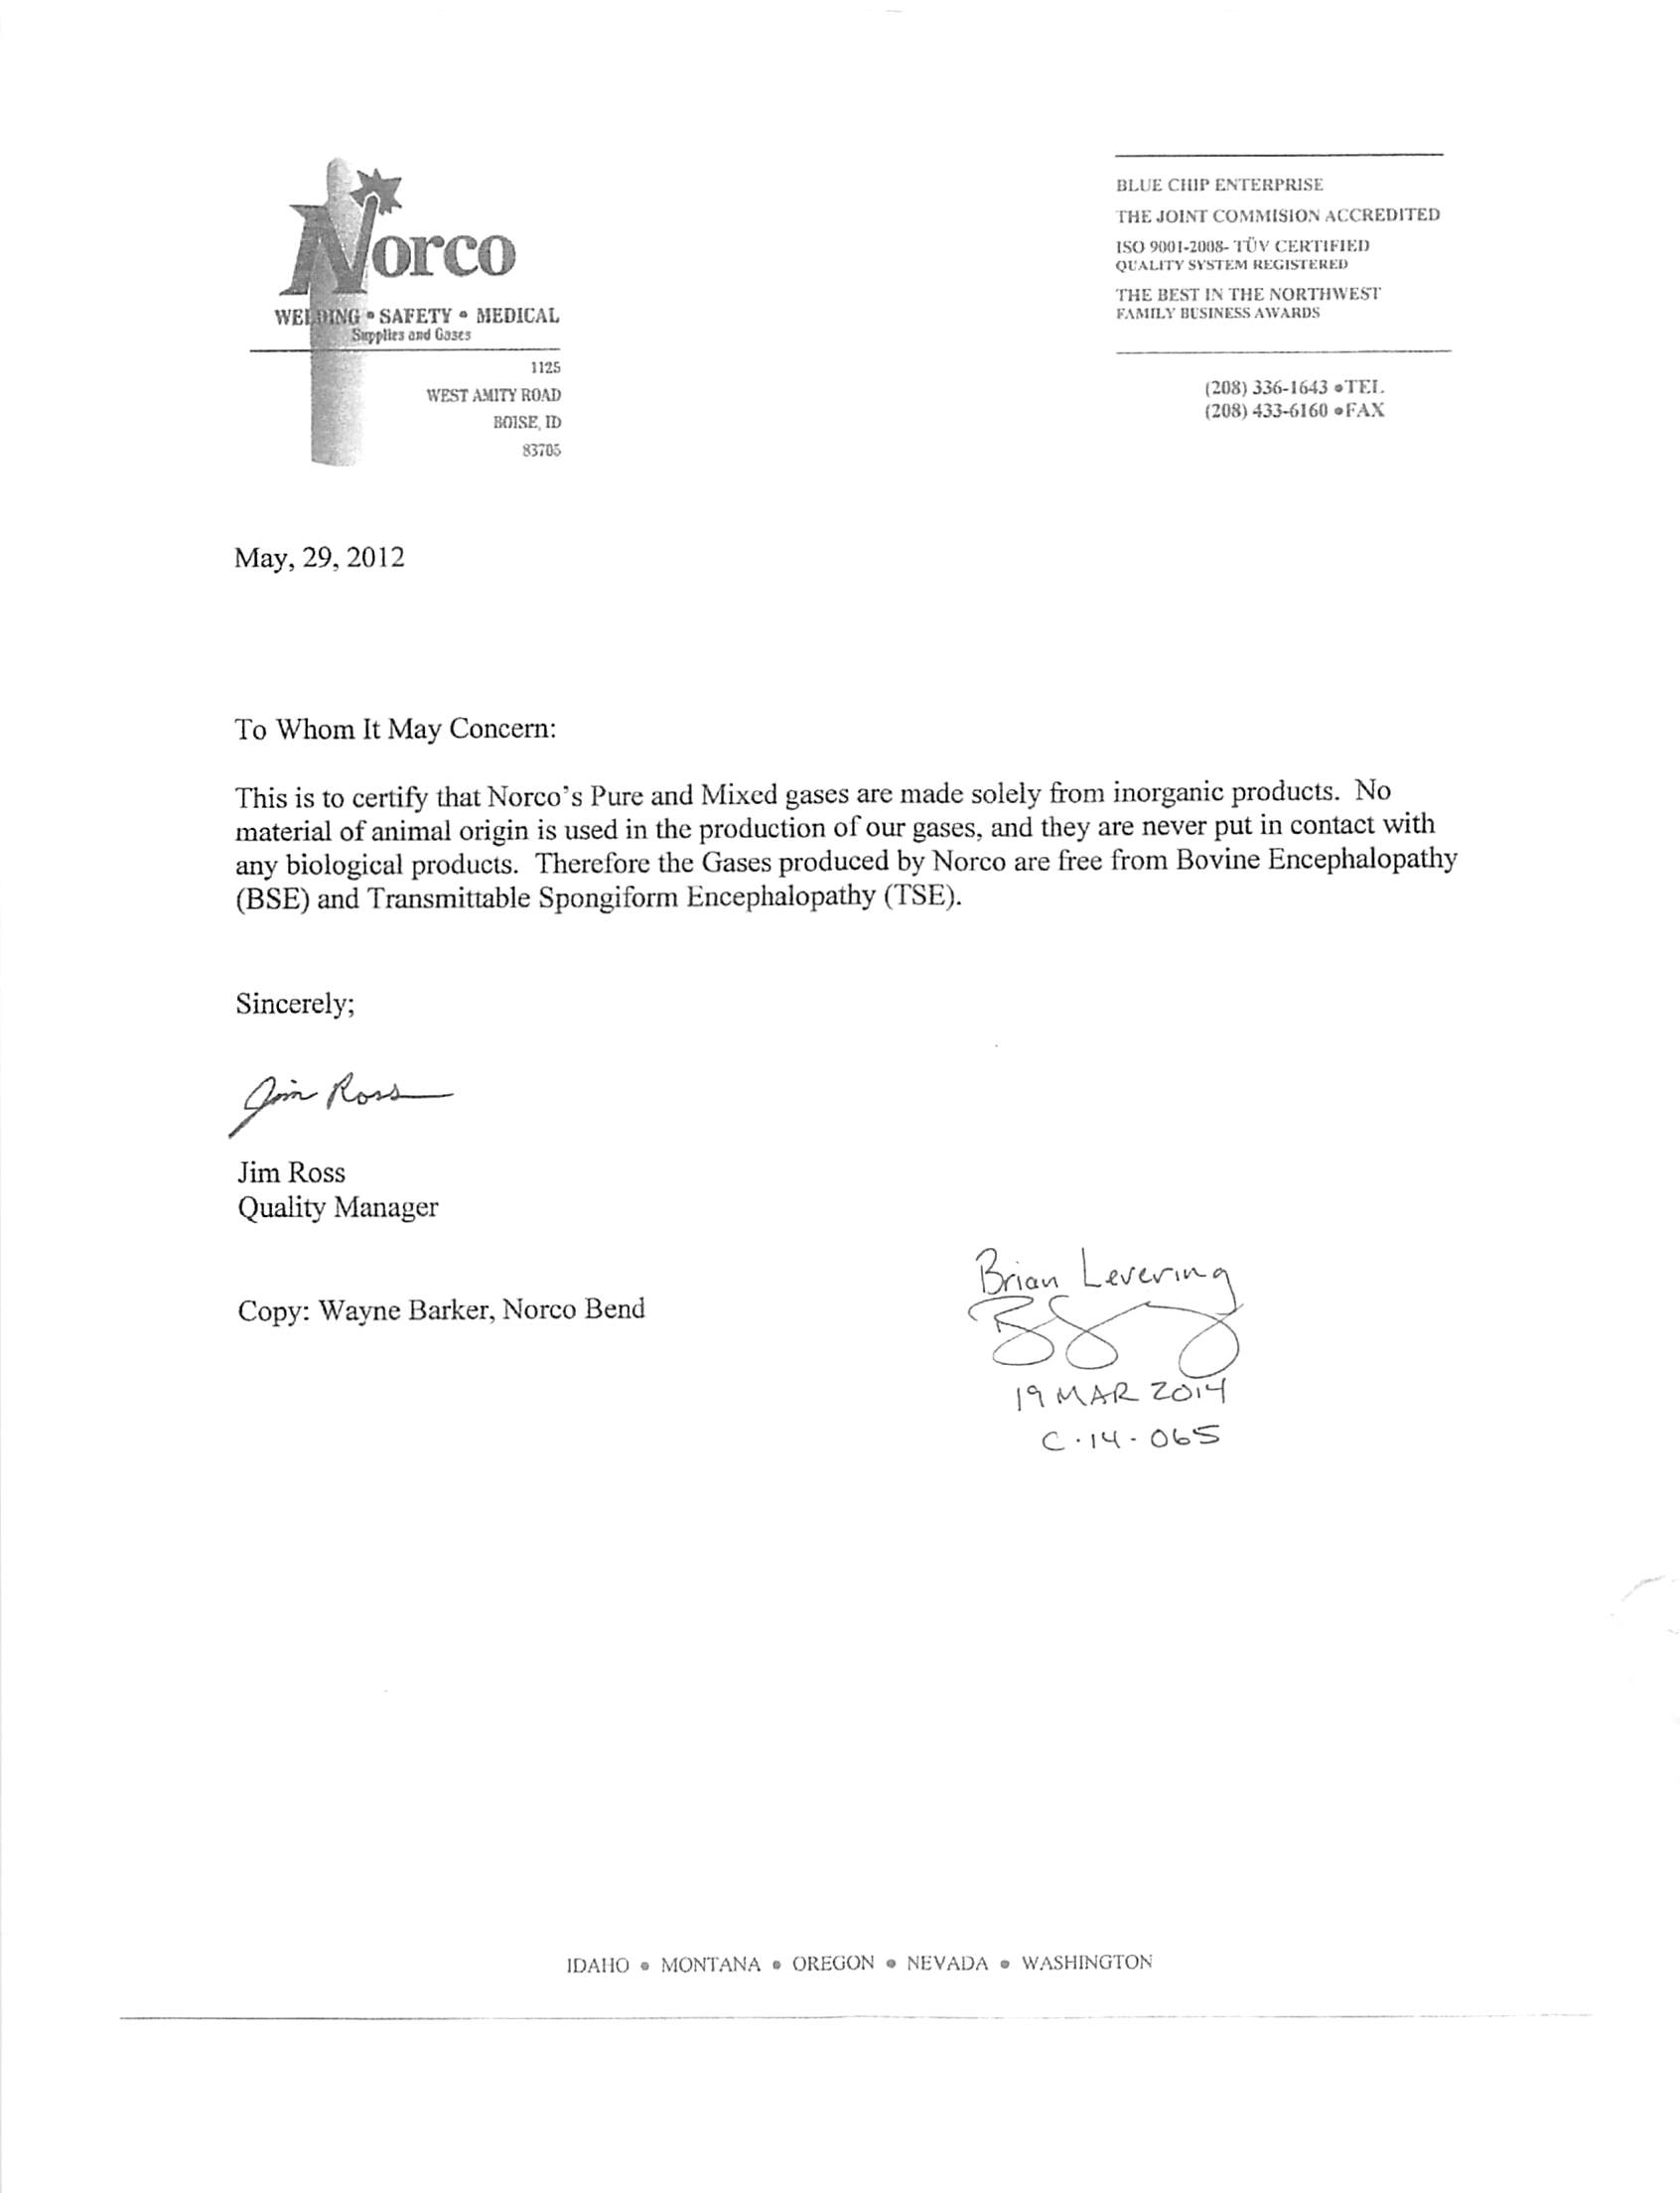 Norco
WELDING • SAFETY • MEDICAL
Supplies and Gases
1125
WEST AMITY ROAD
BOISE, ID
83705
BLUE CHIP ENTERPRISE
THE JOINT COMMISION ACCREDITED
ISO 9001-2008- TÜV CERTIFIED
QUALITY SYSTEM REGISTERED
THE BEST IN THE NORTHWEST
FAMILY BUSINESS AWARDS
(208) 336-1643 • TEL
(208) 433-6160 • FAX
May, 29, 2012
To Whom It May Concern:
This is to certify that Norco's Pure and Mixed gases are made solely from inorganic products. No
material of animal origin is used in the production of our gases, and they are never put in contact with
any biological products. Therefore the Gases produced by Norco are free from Bovine Encephalopathy
(BSE) and Transmittable Spongiform Encephalopathy (TSE).
Sincerely;
Jim Ross
Jim Ross
Quality Manager
Copy: Wayne Barker, Norco Bend
Brian Levering
19 MAR 2014
C-14-065
IDAHO • MONTANA • OREGON • NEVADA • WASHINGTON